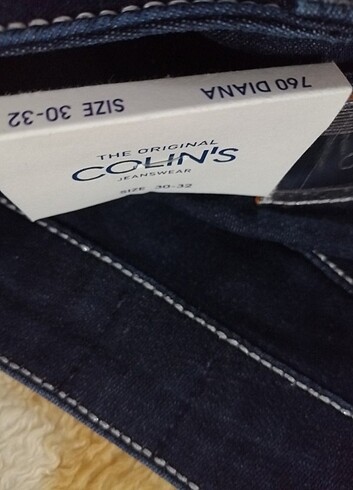 760 DIANA SIZE 30-32
THE ORIGINAL
COLIN'S
JEANSWEAR
SIZE 30-32